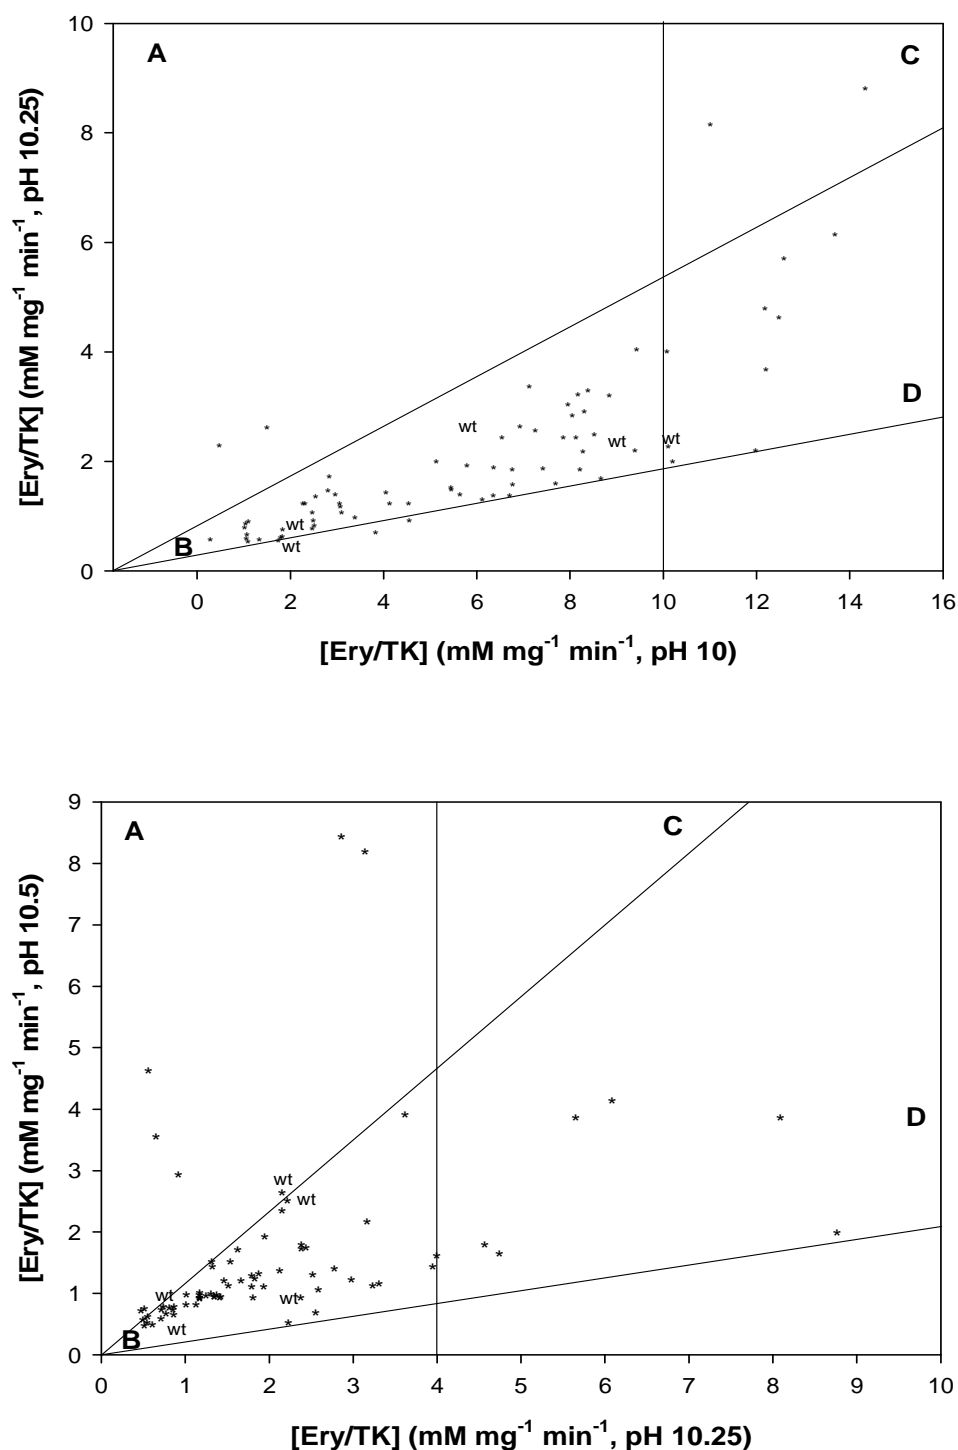 10
A
C
8
6
4
D
wt
wt
wt
2
wt
B
wt
0
0 2 4 6 8 10 12 14 16
[Ery/TK] (mM mg⁻¹ min⁻¹, pH 10.25)
[Ery/TK] (mM mg⁻¹ min⁻¹, pH 10)
9
A
C
8
7
6
5
4
D
3
wt
wt
2
1
wt
wt
wt
B
0
0 1 2 3 4 5 6 7 8 9 10
[Ery/TK] (mM mg⁻¹ min⁻¹, pH 10.5)
[Ery/TK] (mM mg⁻¹ min⁻¹, pH 10.25)